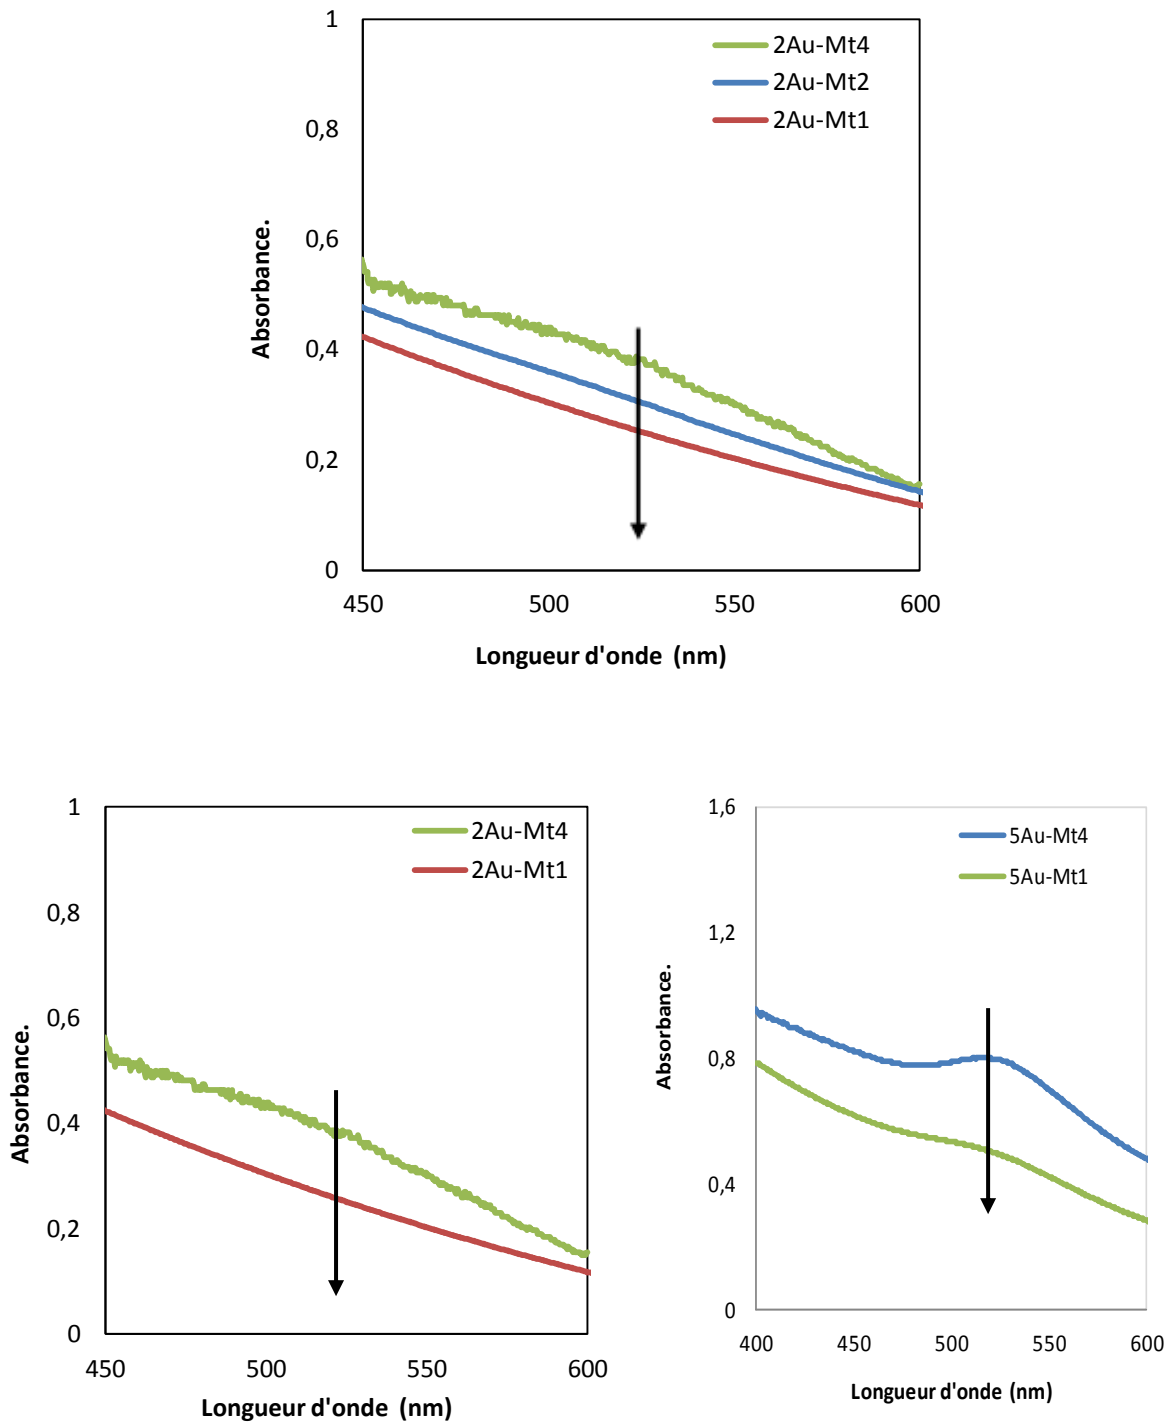 1
2Au-Mt4
2Au-Mt2
0,8
2Au-Mt1
0,6
Absorbance.
0,4
0,2
0
450
500
550
600
Longueur d'onde (nm)
1
2Au-Mt4
2Au-Mt1
0,8
0,6
Absorbance.
0,4
0,2
0
450
500
550
600
Longueur d'onde (nm)
1,6
5Au-Mt4
5Au-Mt1
1,2
Absorbance.
0,8
0,4
0
400
450
500
550
600
Longueur d'onde (nm)